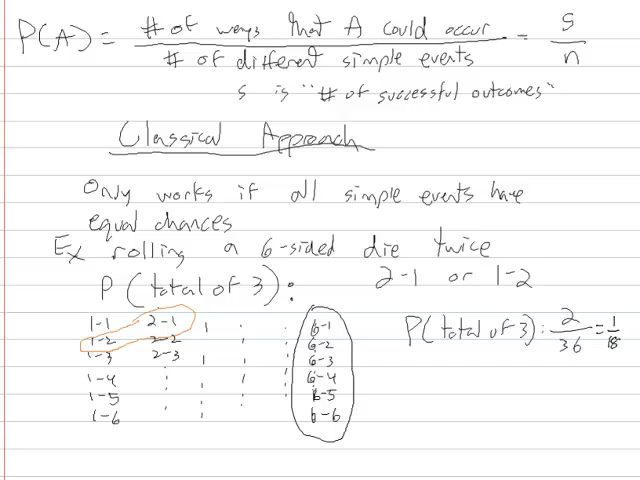 P(A) = # of ways that A could occur / # of different simple events = s/n
s is "# of successful outcomes"
Classical Approach
Only works if all simple events have
equal chances
Ex rolling a 6-sided die twice
P(total of 3): 2-1 or 1-2
1-1 2-1 6-1
1-2 2-2 6-2
1-3 2-3 6-3
1-4 6-4
1-5 6-5
1-6 6-6
P(total of 3): 2/36 = 1/18